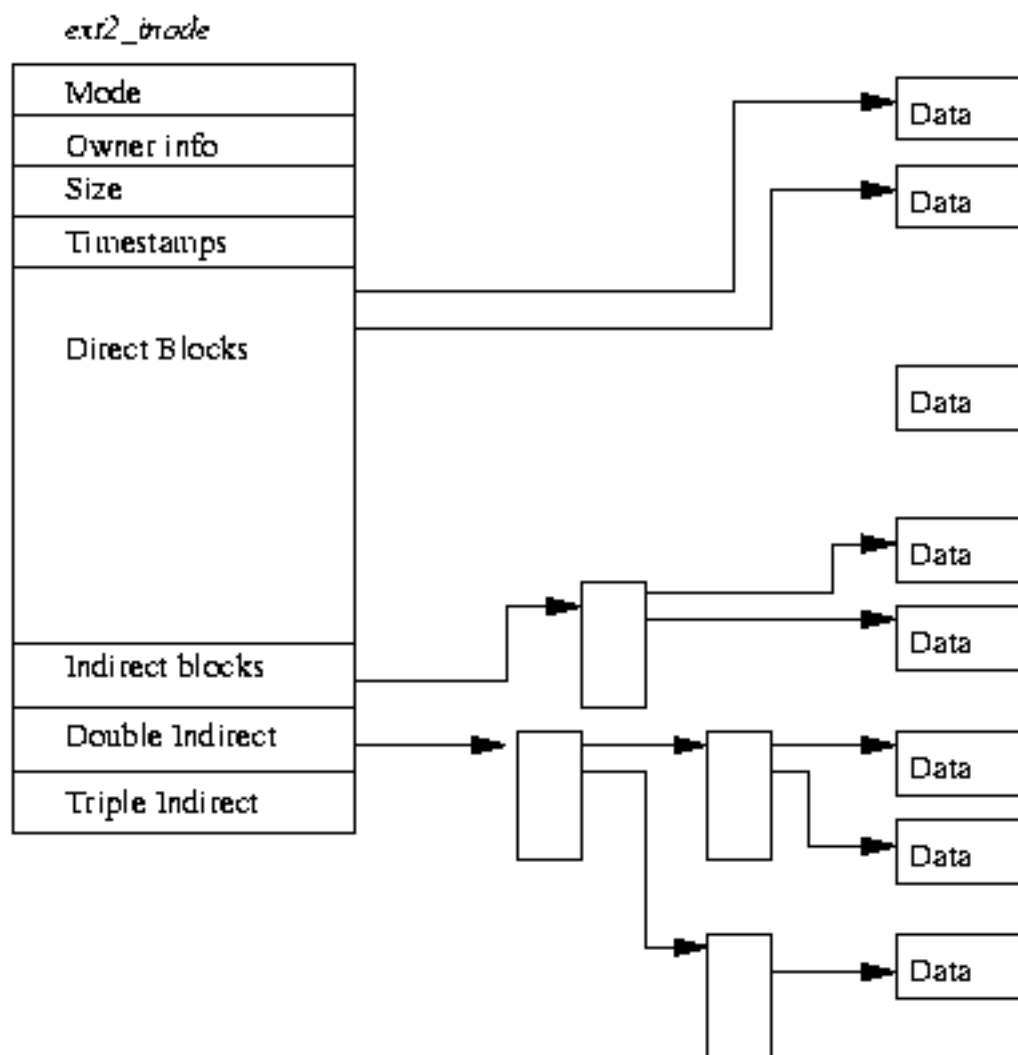 ext2_inode
Mode
Owner info
Size
Timestamps
Direct Blocks
Indirect blocks
Double Indirect
Triple Indirect
Data
Data
Data
Data
Data
Data
Data
Data